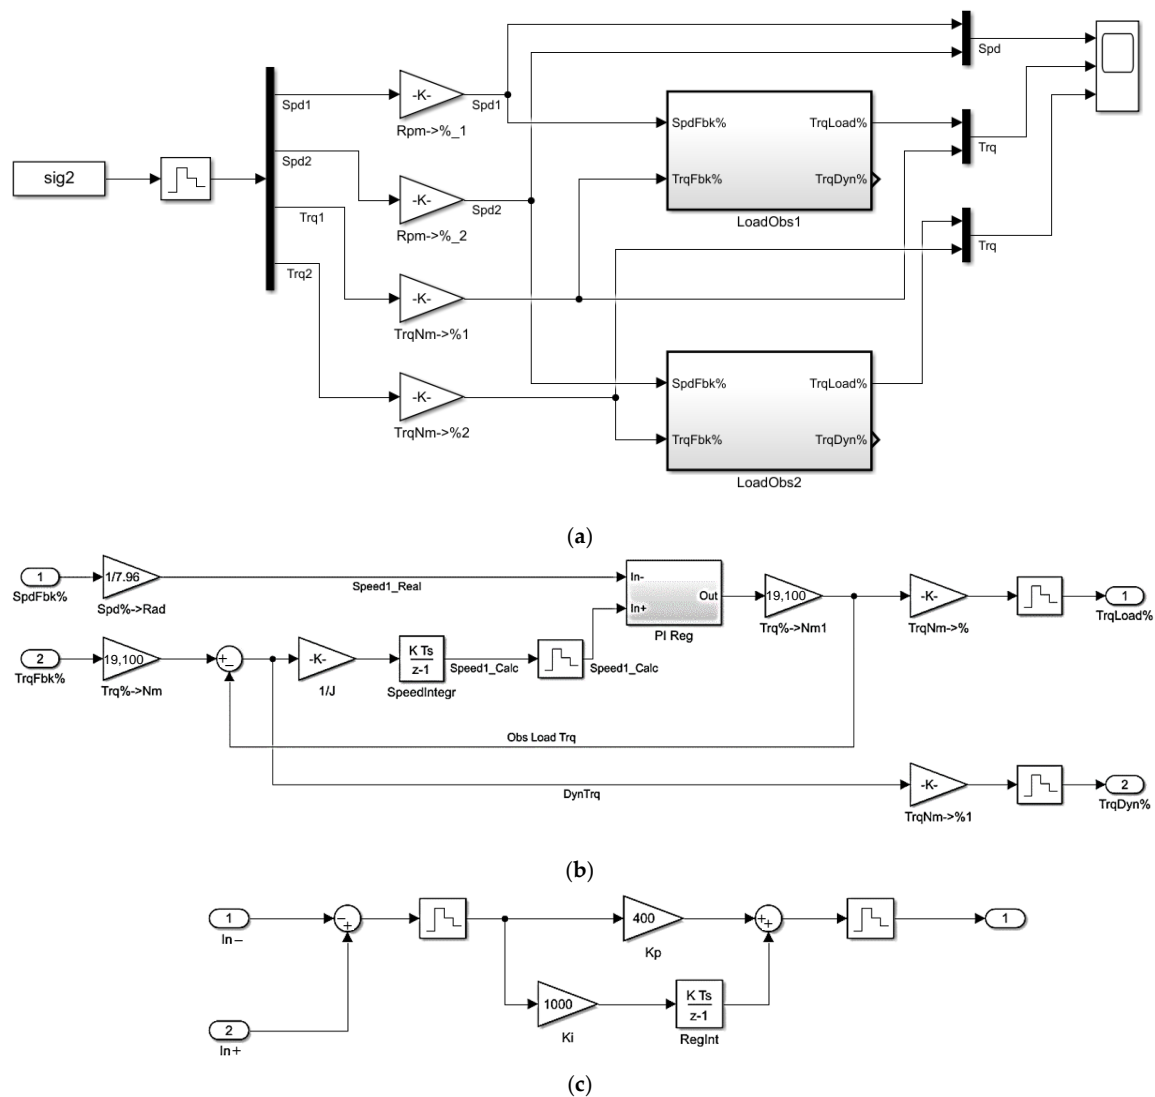 Spd
Spd1
-K-
Spd1
Rpm->%_1
SpdFbk%
TrqLoad%
Trq
Spd2
sig2
-K-
TrqFbk%
TrqDyn%
Spd2
Trq1
LoadObs1
Rpm->%_2
Trq
Trq2
-K-
TrqNm->%1
SpdFbk%
TrqLoad%
-K-
TrqNm->%2
TrqFbk%
TrqDyn%
LoadObs2
(a)
1
1/7.96
In-
SpdFbk%
Speed1_Real
Spd%->Rad
Out
19,100
-K-
1
In+
TrqLoad%
PI Reg
Trq%->Nm1
TrqNm->%
2
19,100
+
-
-K-
K Ts
z-1
Speed1_Calc
Speed1_Calc
TrqFbk%
Trq%->Nm
1/J
SpeedIntegr
Obs Load Trq
-K-
2
DynTrq
TrqDyn%
TrqNm->%1
(b)
1
-
+
400
+
+
1
In-
Kp
1000
K Ts
z-1
2
Ki
RegInt
In+
(c)